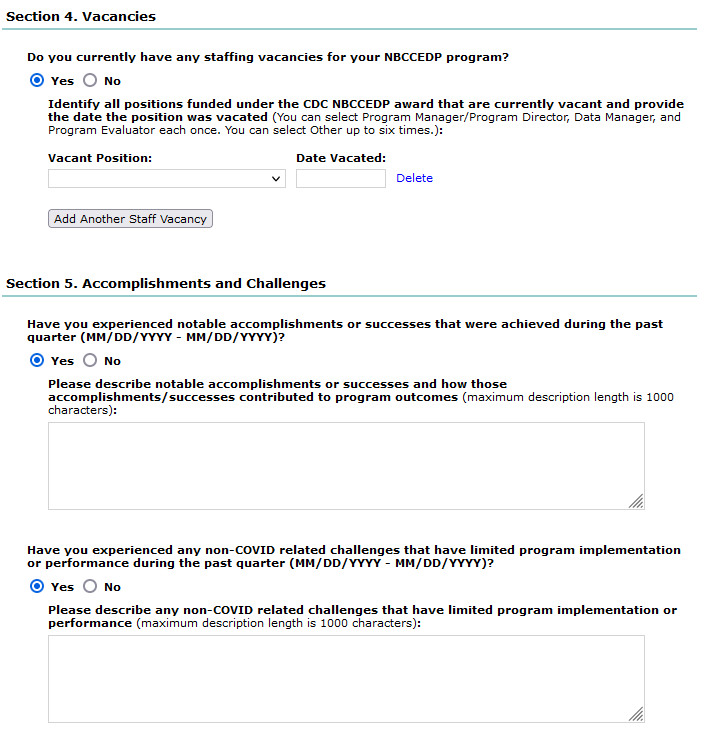 Section 4. Vacancies
Do you currently have any staffing vacancies for your NBCCEDP program?
Yes No
Identify all positions funded under the CDC NBCCEDP award that are currently vacant and provide
the date the position was vacated (You can select Program Manager/Program Director, Data Manager, and
Program Evaluator each once. You can select Other up to six times.):
Vacant Position: Date Vacated:
Delete
Add Another Staff Vacancy
Section 5. Accomplishments and Challenges
Have you experienced notable accomplishments or successes that were achieved during the past
quarter (MM/DD/YYYY - MM/DD/YYYY)?
Yes No
Please describe notable accomplishments or successes and how those
accomplishments/successes contributed to program outcomes (maximum description length is 1000
characters):
Have you experienced any non-COVID related challenges that have limited program implementation
or performance during the past quarter (MM/DD/YYYY - MM/DD/YYYY)?
Yes No
Please describe any non-COVID related challenges that have limited program implementation or
performance (maximum description length is 1000 characters):